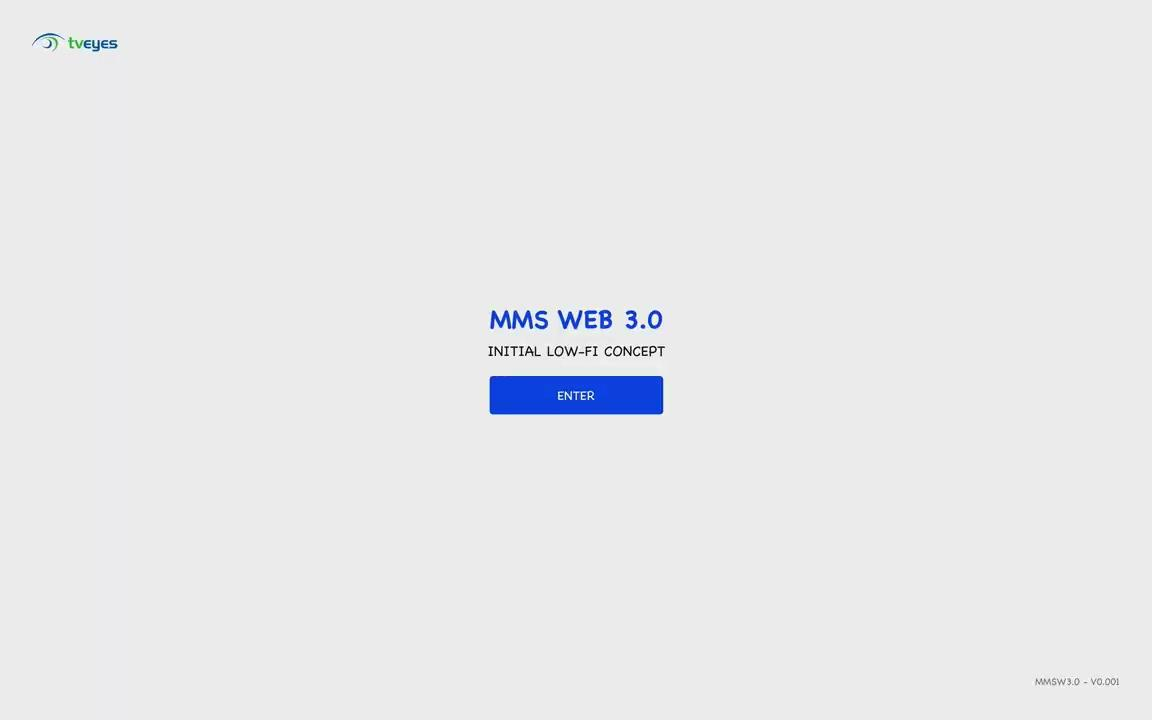 tveyes
MMS WEB 3.0
INITIAL LOW-FI CONCEPT
ENTER
MMSW3.0 - V0.001